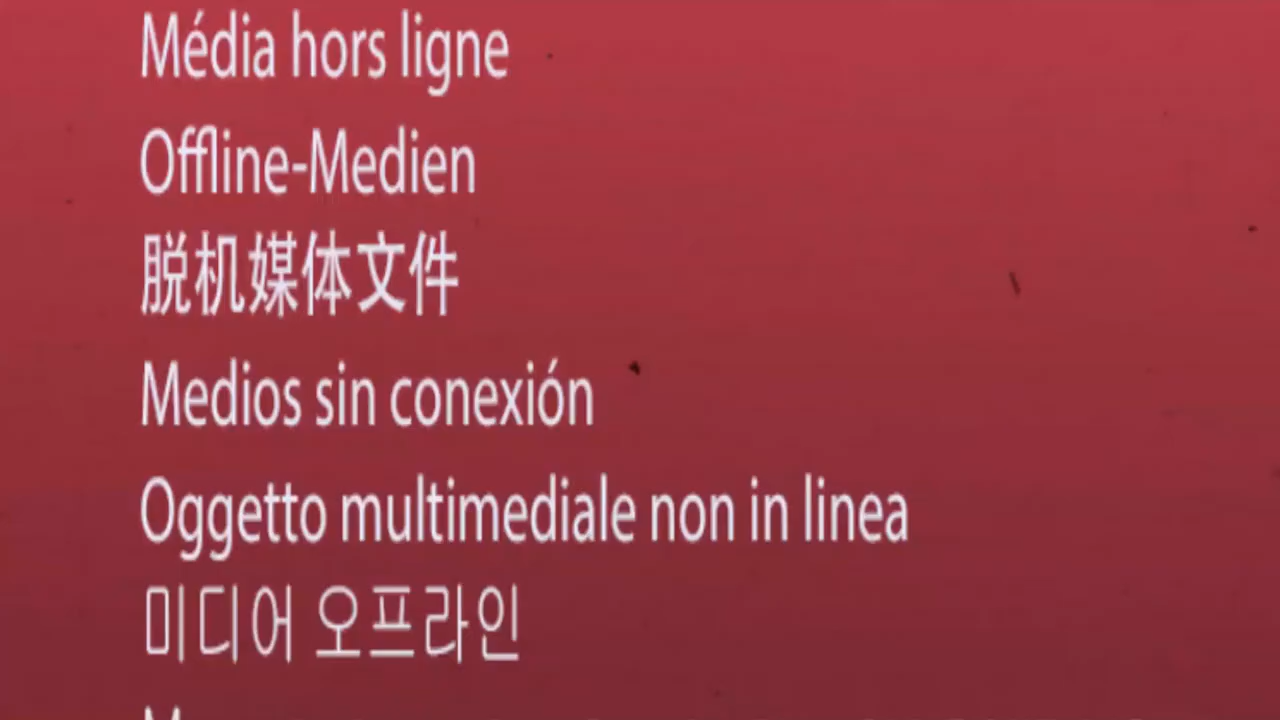 Média hors ligne
Offline-Medien
脱机媒体文件
Medios sin conexión
Oggetto multimediale non in linea
미디어 오프라인